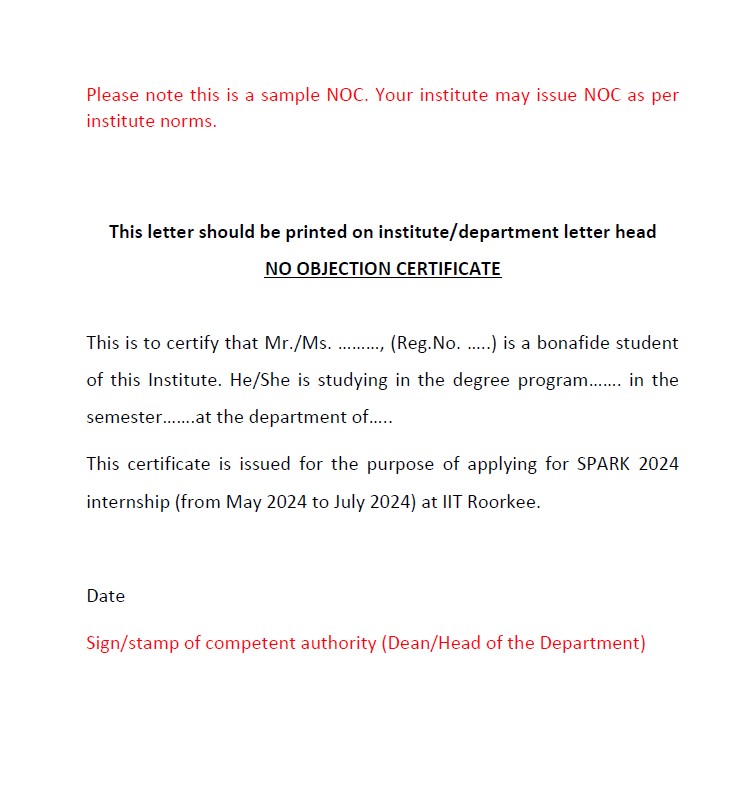 Please note this is a sample NOC. Your institute may issue NOC as per
institute norms.
This letter should be printed on institute/department letter head
NO OBJECTION CERTIFICATE
This is to certify that Mr./Ms. ........., (Reg.No. .....) is a bonafide student
of this Institute. He/She is studying in the degree program....... in the
semester.......at the department of.....
This certificate is issued for the purpose of applying for SPARK 2024
internship (from May 2024 to July 2024) at IIT Roorkee.
Date
Sign/stamp of competent authority (Dean/Head of the Department)